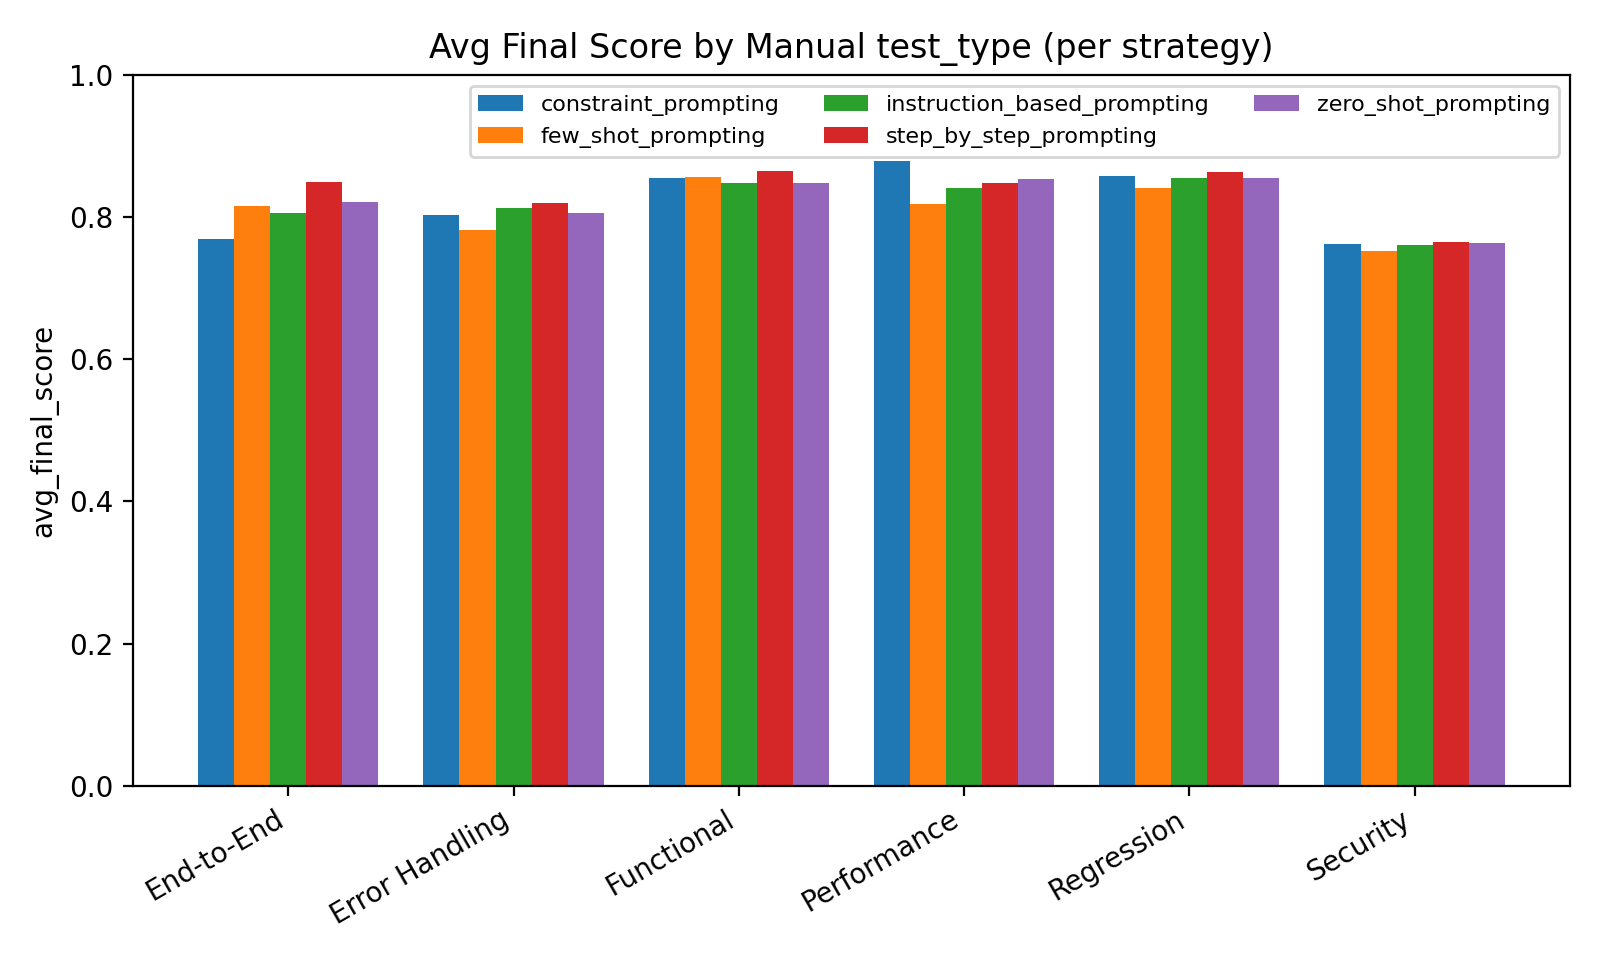 Avg Final Score by Manual test_type (per strategy)
constraint_prompting
few_shot_prompting
instruction_based_prompting
step_by_step_prompting
zero_shot_prompting
avg_final_score
1.0
0.8
0.6
0.4
0.2
0.0
End-to-End
Error Handling
Functional
Performance
Regression
Security